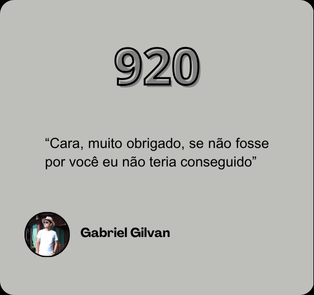 920
“Cara, muito obrigado, se não fosse
por você eu não teria conseguido”
Gabriel Gilvan